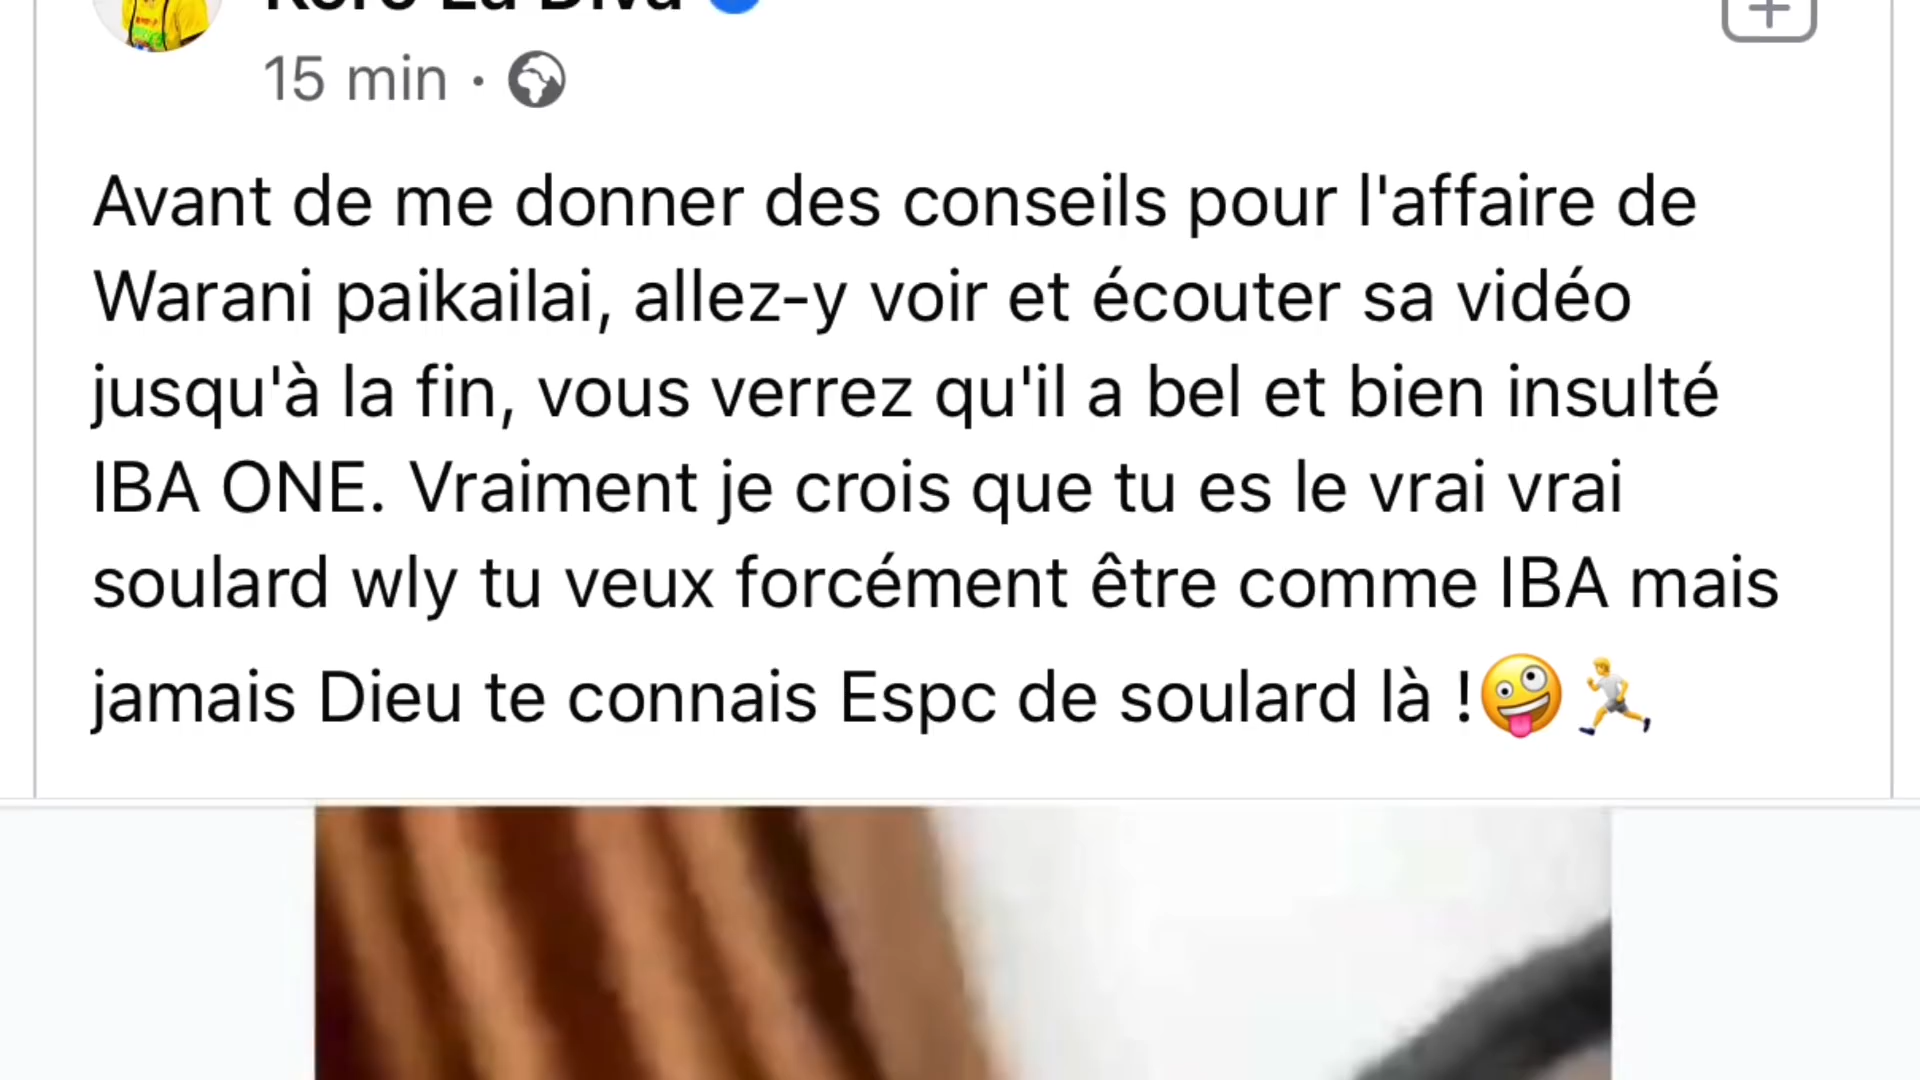 Koro La Diva
15 min ·
Avant de me donner des conseils pour l'affaire de
Warani paikailai, allez-y voir et écouter sa vidéo
jusqu'à la fin, vous verrez qu'il a bel et bien insulté
IBA ONE. Vraiment je crois que tu es le vrai vrai
soulard wly tu veux forcément être comme IBA mais
jamais Dieu te connais Espc de soulard là !🤪🏃